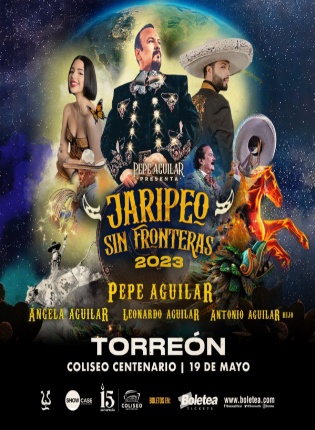 PEPE AGUILAR
PRESENTA
JARIPEO
SIN FRONTERAS
2023
PEPE AGUILAR
ÁNGELA AGUILAR LEONARDO AGUILAR ANTONIO AGUILAR HIJO
TORREÓN
COLISEO CENTENARIO | 19 DE MAYO
SHOW CASE 15 COLISEO BOLETOS EN: Boletea TICKETS www.boletea.com